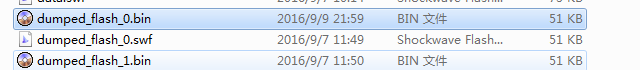 dumped_flash_0.bin 2016/9/9 21:59 BIN 文件 51 KB
dumped_flash_0.swf 2016/9/7 11:49 Shockwave Flash... 51 KB
dumped_flash_1.bin 2016/9/7 11:50 BIN 文件 51 KB